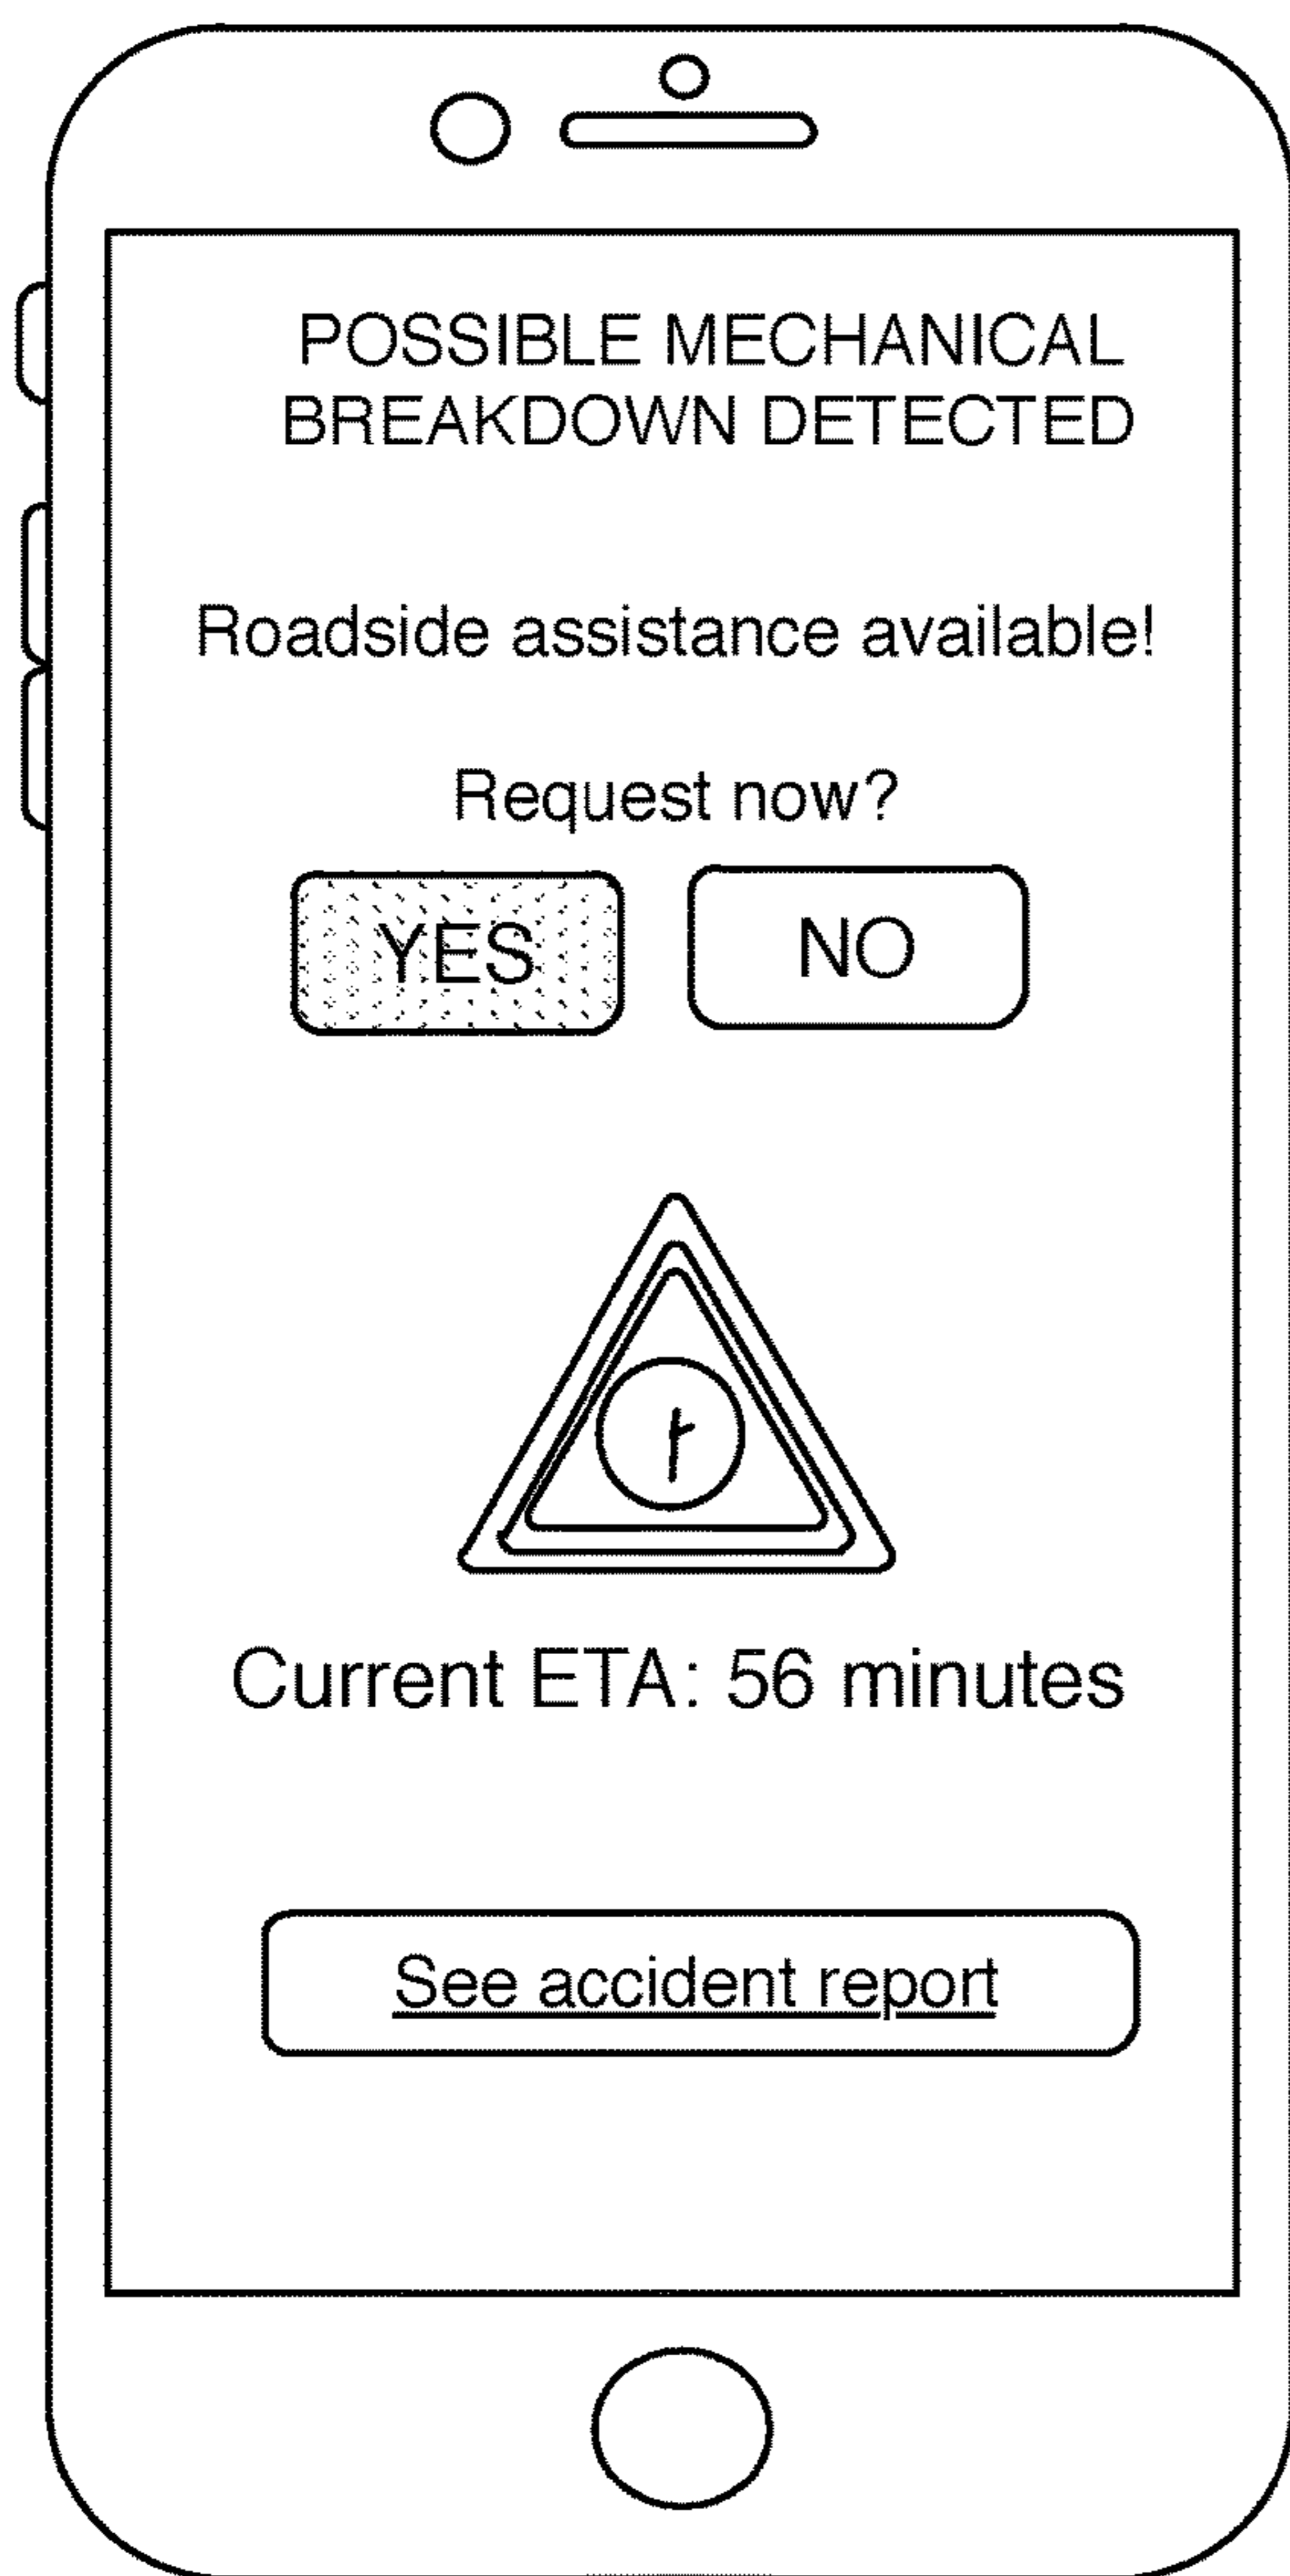 POSSIBLE MECHANICAL
BREAKDOWN DETECTED
Roadside assistance available!
Request now?
YES NO
Current ETA: 56 minutes
See accident report